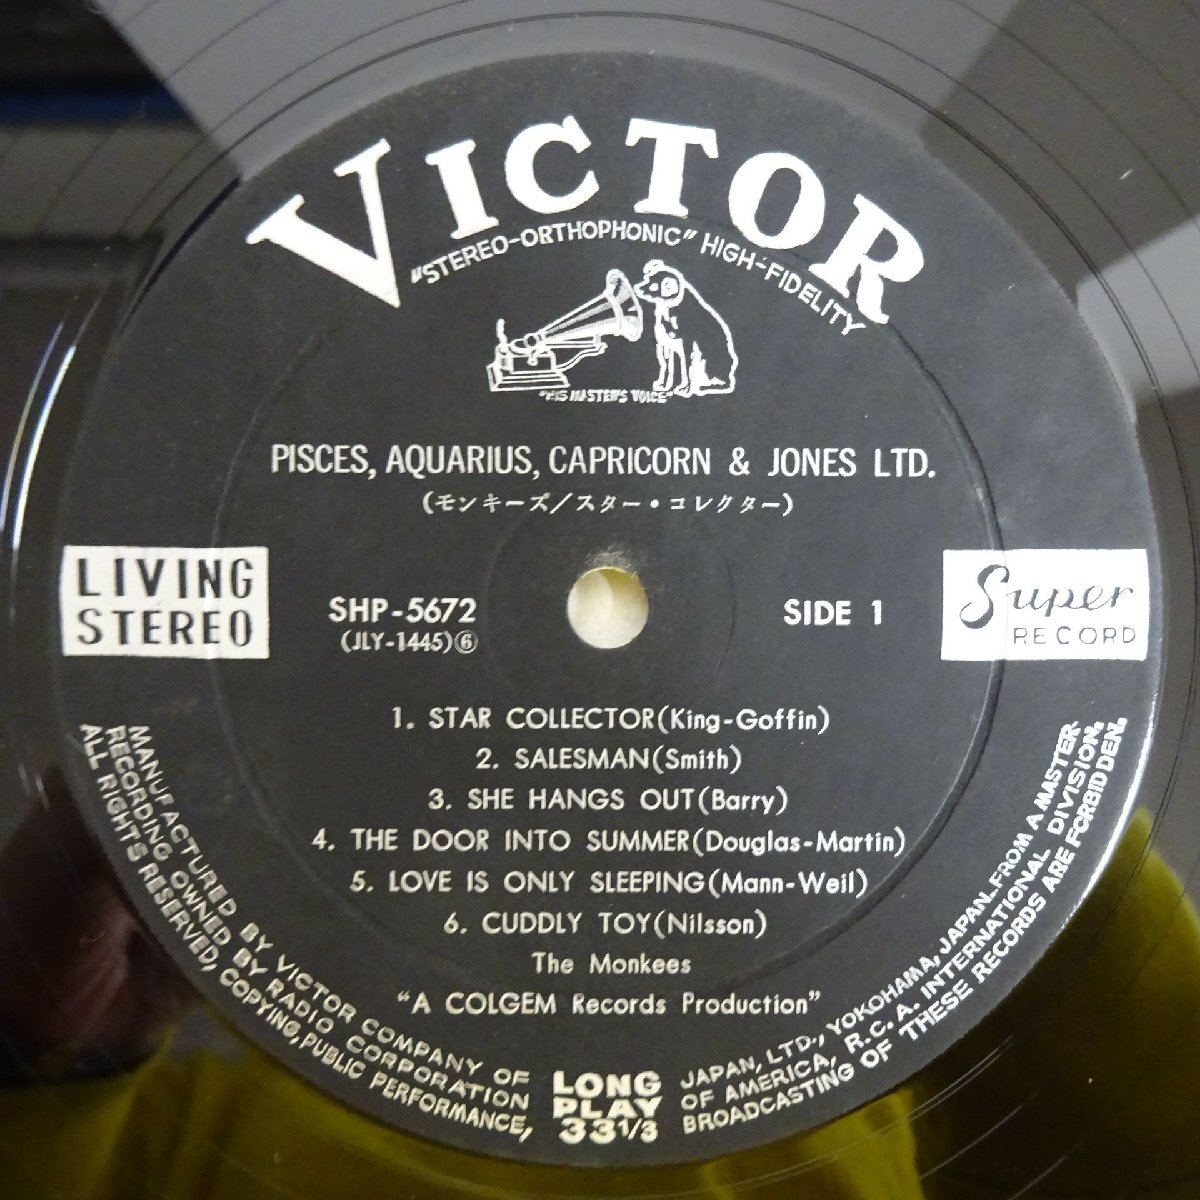 VICTOR
"STEREO-ORTHOPHONIC" HIGH-FIDELITY
"HIS MASTER'S VOICE"
PISCES, AQUARIUS, CAPRICORN & JONES LTD.
(モンキーズ/スター・コレクター)
LIVING
STEREO
SHP-5672
(JLY-1445)⑥
SIDE 1
Super
RECORD
1. STAR COLLECTOR(King-Goffin)
2. SALESMAN(Smith)
3. SHE HANGS OUT(Barry)
4. THE DOOR INTO SUMMER(Douglas-Martin)
5. LOVE IS ONLY SLEEPING(Mann-Weil)
6. CUDDLY TOY(Nilsson)
The Monkees
"A COLGEM Records Production"
MANUFACTURED BY VICTOR COMPANY OF JAPAN, LTD., YOKOHAMA, JAPAN.FROM A MASTER
RECORDING OWNED BY RADIO CORPORATION OF AMERICA, R.C.A. INTERNATIONAL DIVISION.
ALL RIGHTS RESERVED, COPYING, PUBLIC PERFORMANCE, BROADCASTING OF THESE RECORDS ARE FORBIDDEN.
LONG
PLAY
33 1/3